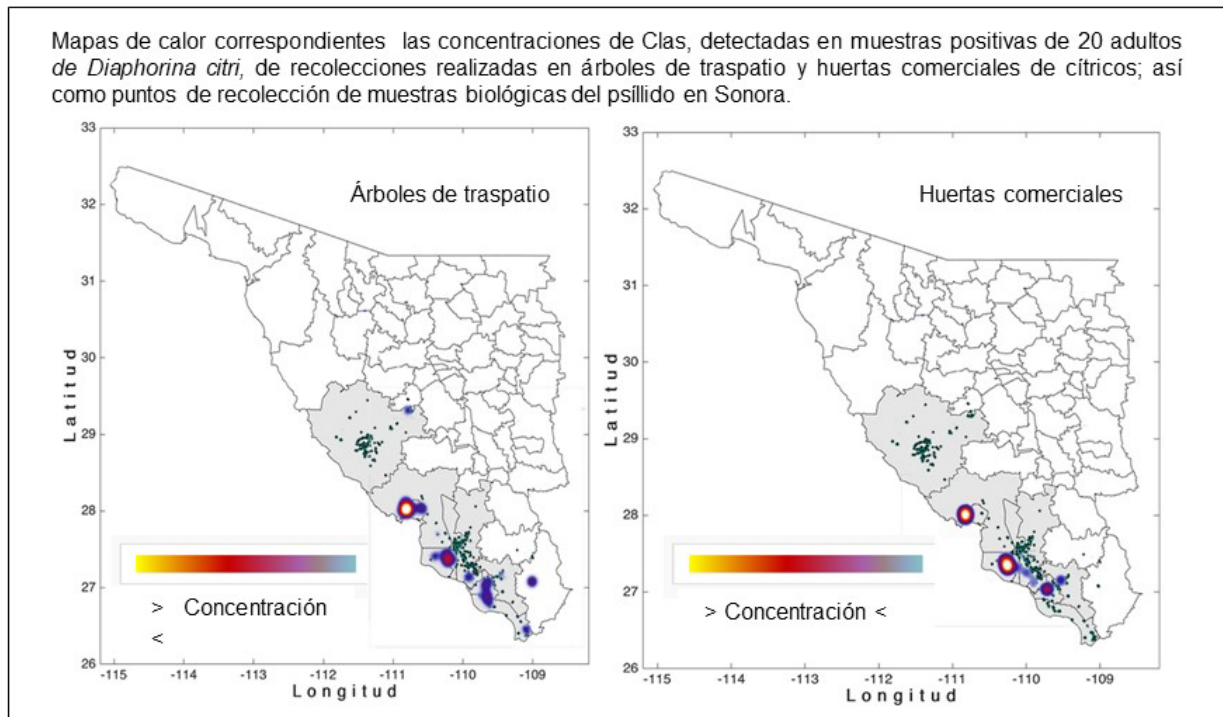 Mapas de calor correspondientes las concentraciones de Clas, detectadas en muestras positivas de 20 adultos
de Diaphorina citri, de recolecciones realizadas en árboles de traspatio y huertas comerciales de cítricos; así
como puntos de recolección de muestras biológicas del psíllido en Sonora.
33
32
31
30
29
28
27
26
Latitud
Árboles de traspatio
> Concentración
<
-115 -114 -113 -112 -111 -110 -109
Longitud
33
32
31
30
29
28
27
26
Latitud
Huertas comerciales
> Concentración <
-115 -114 -113 -112 -111 -110 -109
Longitud